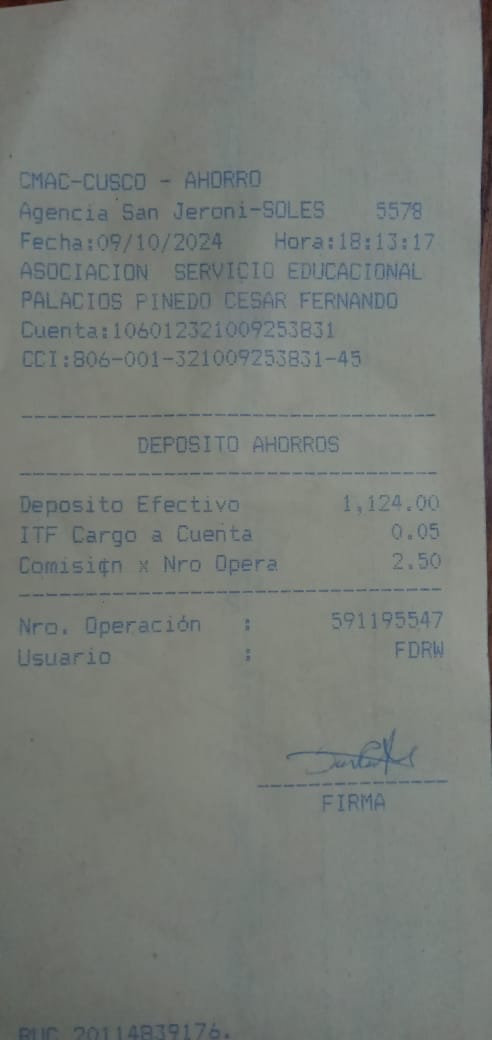 CMAC-CUSCO - AHORRO
Agencia San Jeroni-SOLES 5578
Fecha:09/10/2024 Hora:18:13:17
ASOCIACION SERVICIO EDUCACIONAL
PALACIOS PINEDO CESAR FERNANDO
Cuenta:106012321009253831
CCI:806-001-321009253831-45
DEPOSITO AHORROS
Deposito Efectivo 1,124.00
ITF Cargo a Cuenta 0.05
Comisi¢n x Nro Opera 2.50
Nro. Operación : 591195547
Usuario : FDRW
FIRMA
RUC 20114839176.